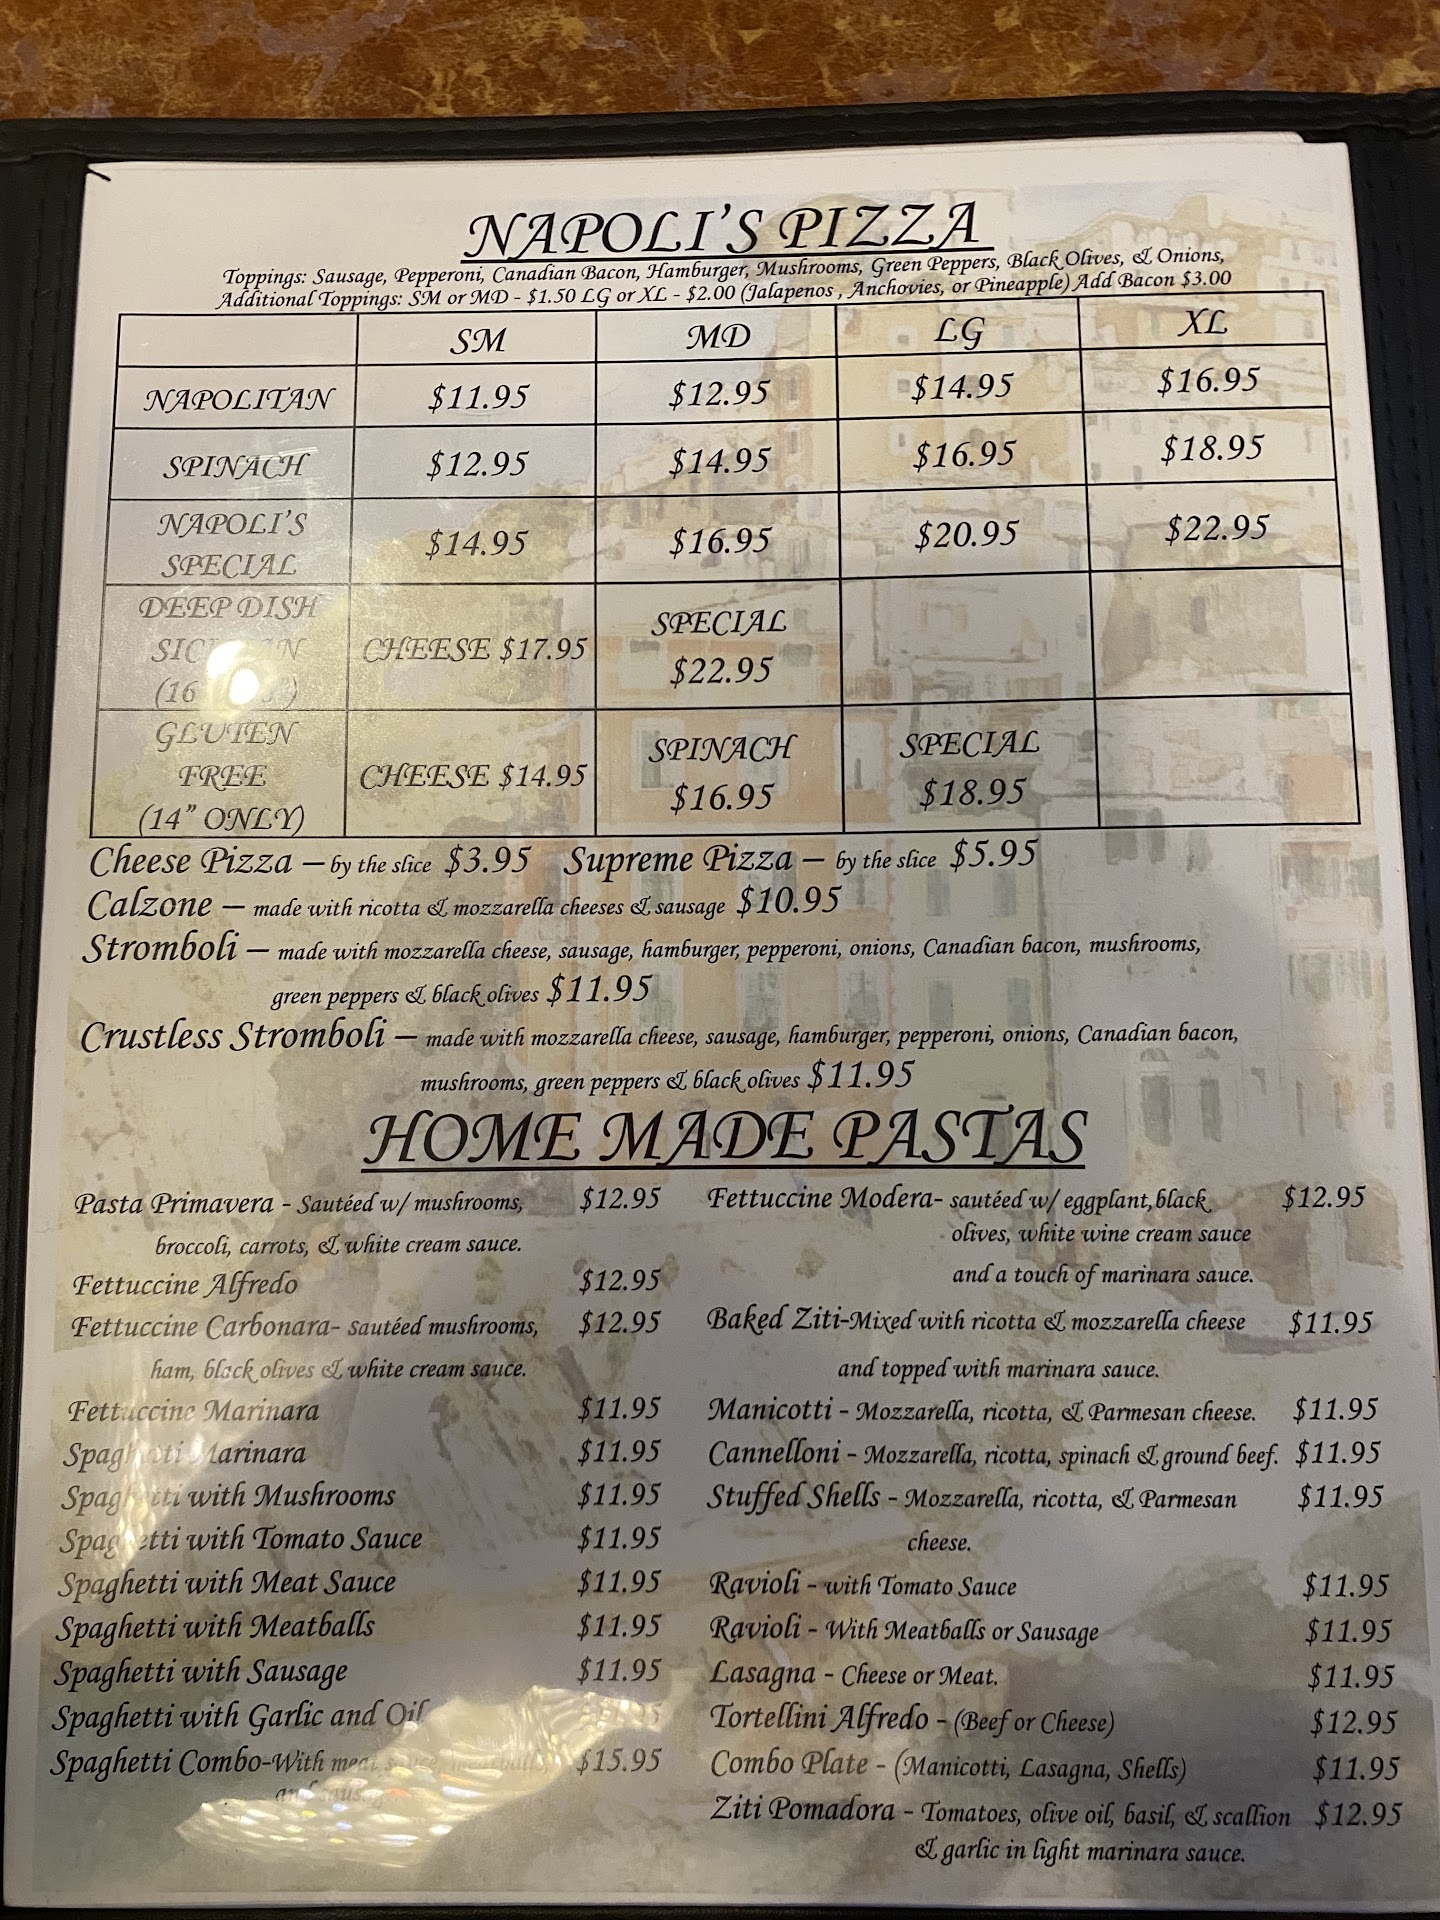 NAPOLI'S PIZZA
Toppings: Sausage, Pepperoni, Canadian Bacon, Hamburger, Mushrooms, Green Peppers, Black Olives, & Onions,
Additional Toppings: SM or MD - $1.50 LG or XL - $2.00 (Jalapenos , Anchovies, or Pineapple) Add Bacon $3.00
SM MD LG XL
NAPOLITAN $11.95 $12.95 $14.95 $16.95
SPINACH $12.95 $14.95 $16.95 $18.95
NAPOLI'S
SPECIAL $14.95 $16.95 $20.95 $22.95
DEEP DISH
CHEESE $17.95 SPECIAL
$22.95
(16
GLUTEN
FREE
(14" ONLY) CHEESE $14.95 SPINACH
$16.95 SPECIAL
$18.95
Cheese Pizza – by the slice $3.95 Supreme Pizza – by the slice $5.95
Calzone – made with ricotta & mozzarella cheeses & sausage $10.95
Stromboli – made with mozzarella cheese, sausage, hamburger, pepperoni, onions, Canadian bacon, mushrooms,
green peppers & black olives $11.95
Crustless Stromboli – made with mozzarella cheese, sausage, hamburger, pepperoni, onions, Canadian bacon,
mushrooms, green peppers & black olives $11.95
HOME MADE PASTAS
Pasta Primavera - Sautéed w/ mushrooms, $12.95
broccoli, carrots, & white cream sauce.
Fettuccine Alfredo $12.95
Fettuccine Carbonara- sautéed mushrooms, $12.95
ham, black olives & white cream sauce.
Fettuccine Marinara $11.95
Spaghetti Marinara $11.95
Spaghetti with Mushrooms $11.95
Spaghetti with Tomato Sauce $11.95
Spaghetti with Meat Sauce $11.95
Spaghetti with Meatballs $11.95
Spaghetti with Sausage $11.95
Spaghetti with Garlic and Oil
Spaghetti Combo-With meat sauce, meatballs, $15.95
and sausage
Fettuccine Modera- sautéed w/ eggplant, black $12.95
olives, white wine cream sauce
and a touch of marinara sauce.
Baked Ziti-Mixed with ricotta & mozzarella cheese $11.95
and topped with marinara sauce.
Manicotti - Mozzarella, ricotta, & Parmesan cheese. $11.95
Cannelloni - Mozzarella, ricotta, spinach & ground beef. $11.95
Stuffed Shells - Mozzarella, ricotta, & Parmesan $11.95
cheese.
Ravioli - with Tomato Sauce $11.95
Ravioli - With Meatballs or Sausage $11.95
Lasagna - Cheese or Meat. $11.95
Tortellini Alfredo - (Beef or Cheese) $12.95
Combo Plate - (Manicotti, Lasagna, Shells) $11.95
Ziti Pomadora - Tomatoes, olive oil, basil, & scallion $12.95
& garlic in light marinara sauce.